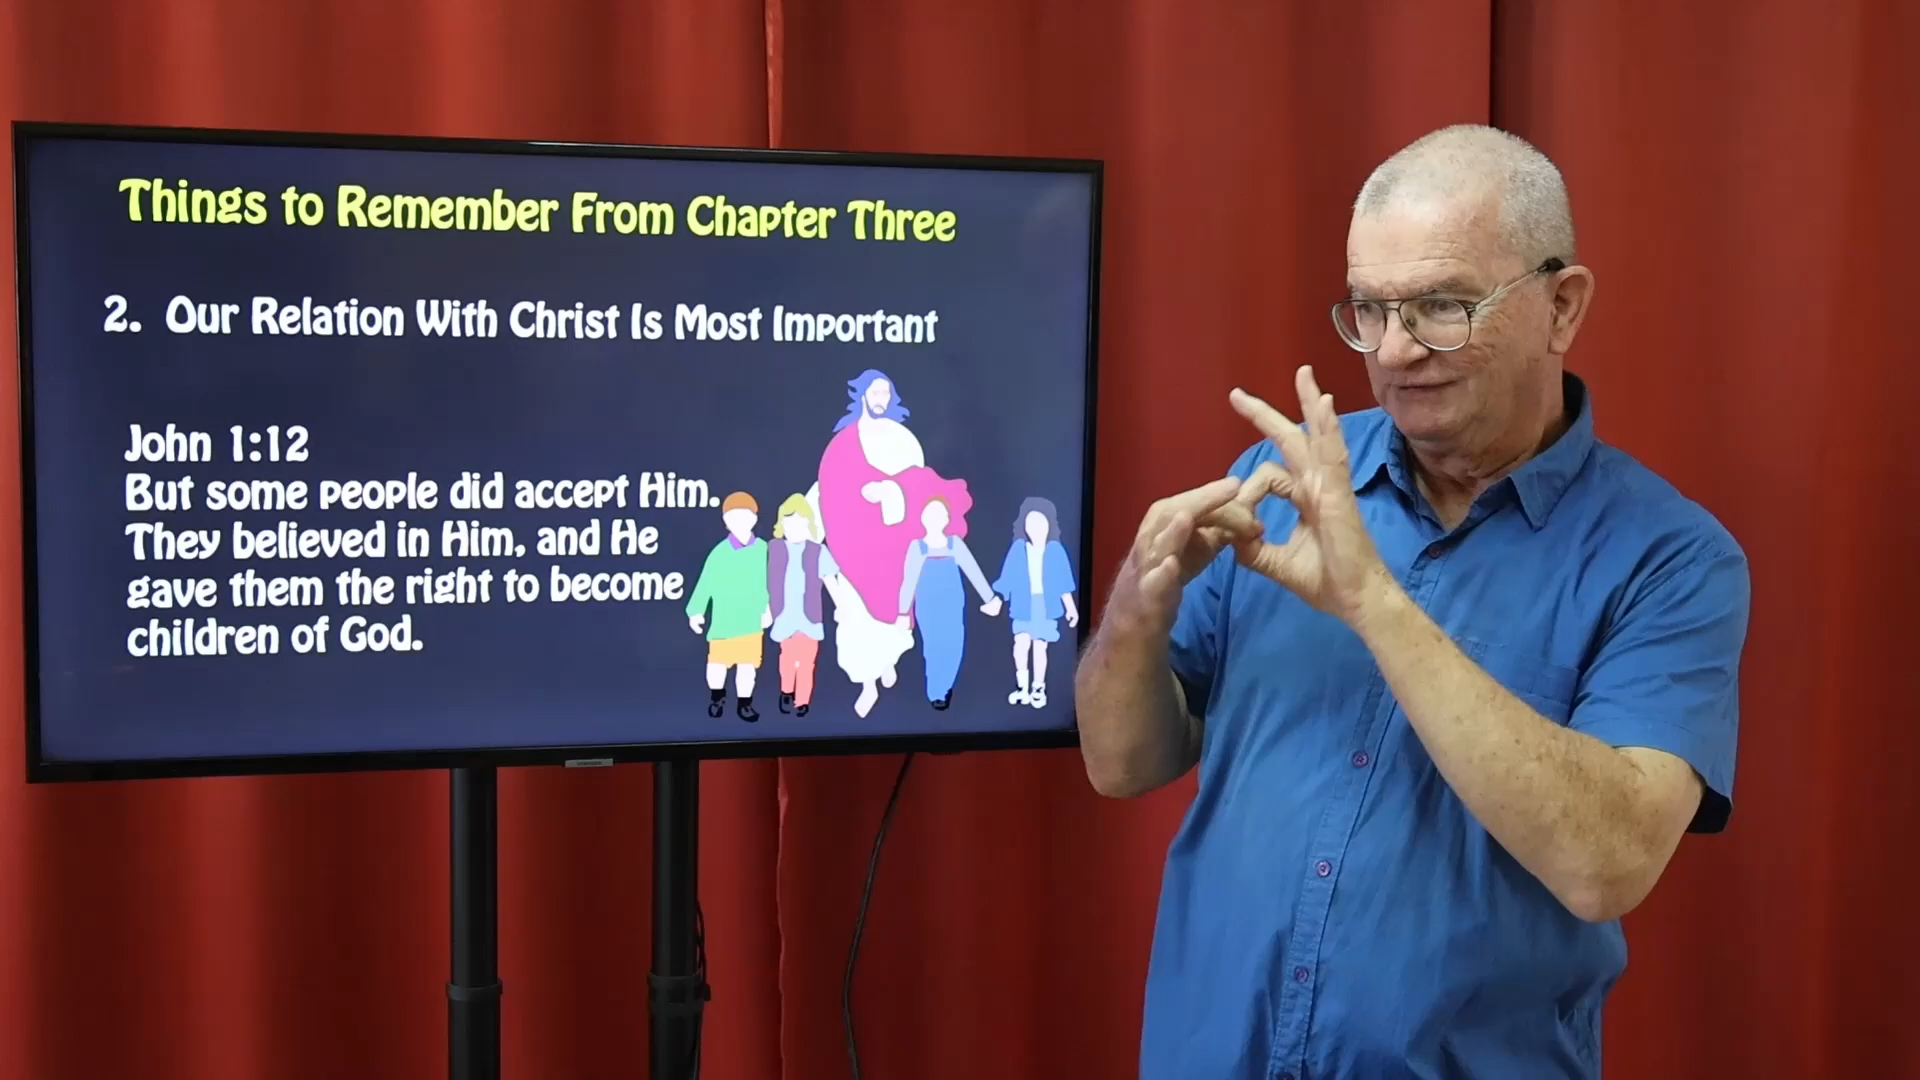 Things to Remember From Chapter Three
2. Our Relation With Christ Is Most Important
John 1:12
But some people did accept Him.
They believed in Him, and He
gave them the right to become
children of God.